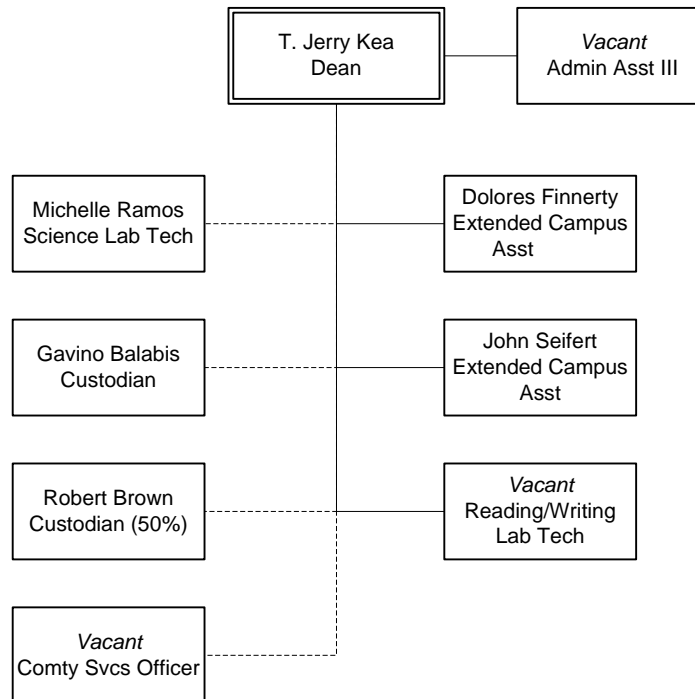 T. Jerry Kea
Dean
Vacant
Admin Asst III
Michelle Ramos
Science Lab Tech
Dolores Finnerty
Extended Campus
Asst
Gavino Balabis
Custodian
John Seifert
Extended Campus
Asst
Robert Brown
Custodian (50%)
Vacant
Reading/Writing
Lab Tech
Vacant
Comty Svcs Officer